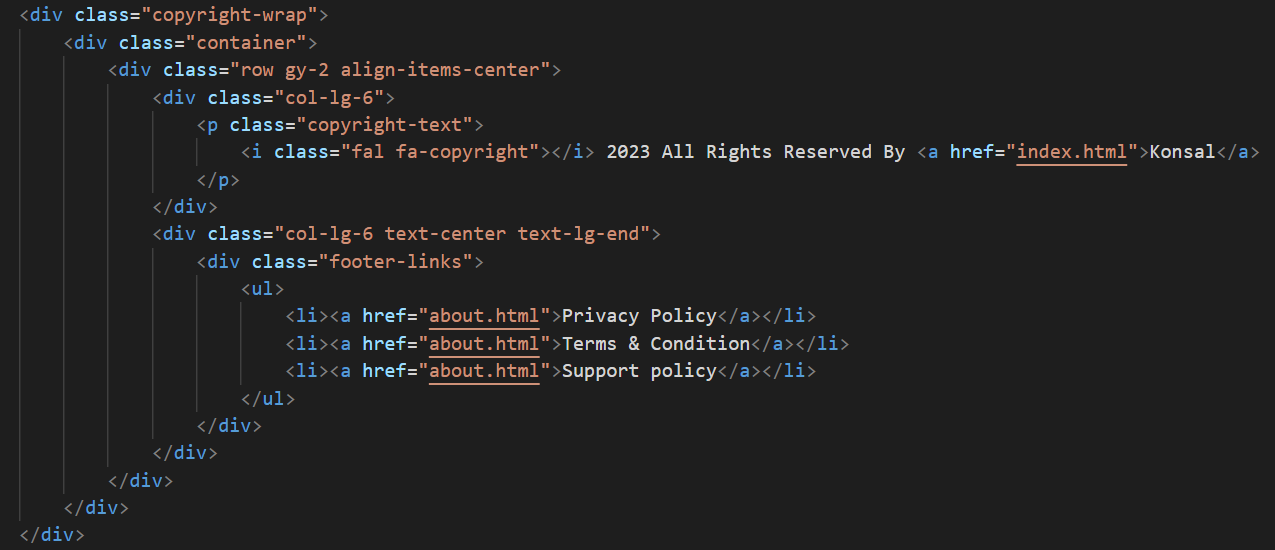 <div class="copyright-wrap">
    <div class="container">
        <div class="row gy-2 align-items-center">
            <div class="col-lg-6">
                <p class="copyright-text">
                    <i class="fal fa-copyright"></i> 2023 All Rights Reserved By <a href="index.html">Konsal</a>
                </p>
            </div>
            <div class="col-lg-6 text-center text-lg-end">
                <div class="footer-links">
                    <ul>
                        <li><a href="about.html">Privacy Policy</a></li>
                        <li><a href="about.html">Terms & Condition</a></li>
                        <li><a href="about.html">Support policy</a></li>
                    </ul>
                </div>
            </div>
        </div>
    </div>
</div>